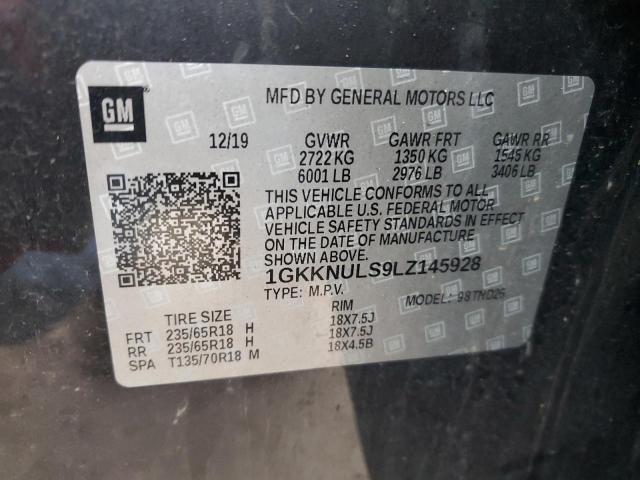 GM
MFD BY GENERAL MOTORS LLC
12/19 GVWR GAWR FRT GAWR RR
2722 KG 1350 KG 1545 KG
6001 LB 2976 LB 3406 LB
THIS VEHICLE CONFORMS TO ALL
APPLICABLE U.S. FEDERAL MOTOR
VEHICLE SAFETY STANDARDS IN EFFECT
ON THE DATE OF MANUFACTURE
SHOWN ABOVE.
1GKKNULS9LZ145928
TYPE: M.P.V. MODEL:
TIRE SIZE RIM
FRT 235/65R18 H 18X7.5J
RR 235/65R18 H 18X7.5J
SPA T135/70R18 M 18X4.5B